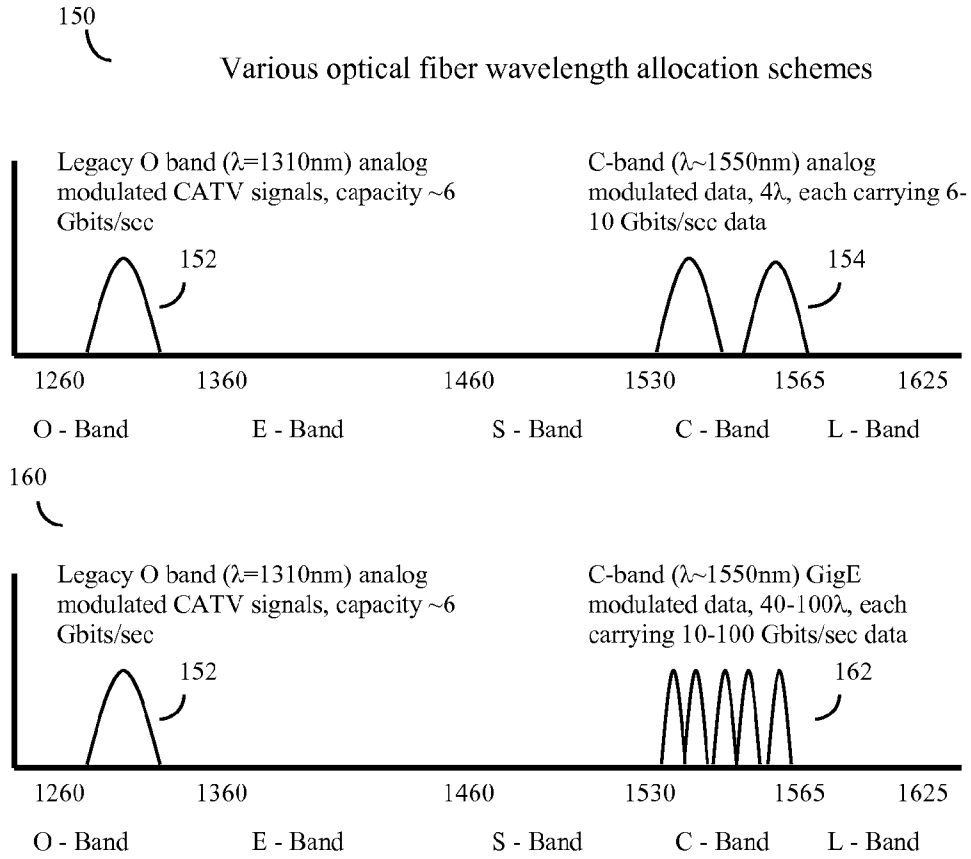 150
Various optical fiber wavelength allocation schemes
Legacy O band (λ=1310nm) analog
modulated CATV signals, capacity ~6
Gbits/scc
C-band (λ~1550nm) analog
modulated data, 4λ, each carrying 6-
10 Gbits/scc data
152
154
1260 1360 1460 1530 1565 1625
O - Band E - Band S - Band C - Band L - Band
160
Legacy O band (λ=1310nm) analog
modulated CATV signals, capacity ~6
Gbits/sec
C-band (λ~1550nm) GigE
modulated data, 40-100λ, each
carrying 10-100 Gbits/sec data
152
162
1260 1360 1460 1530 1565 1625
O - Band E - Band S - Band C - Band L - Band